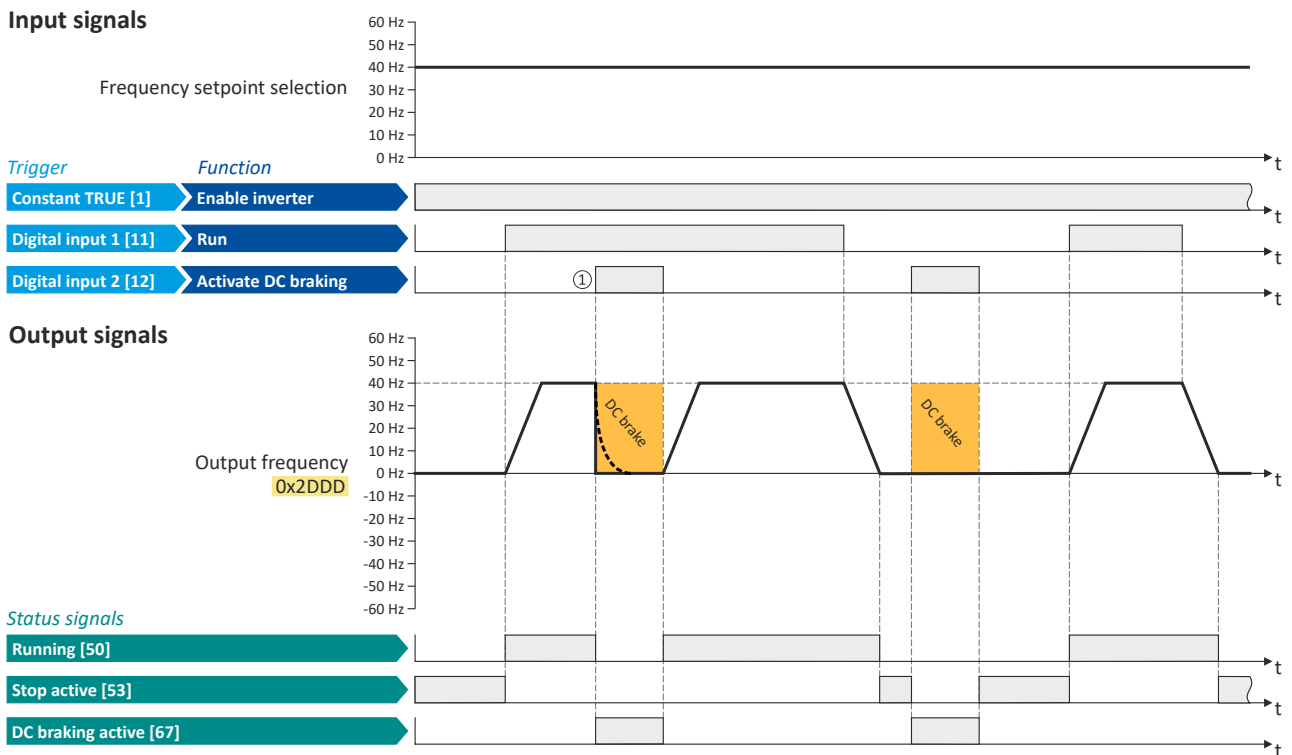 Input signals
60 Hz
50 Hz
40 Hz
Frequency setpoint selection
30 Hz
20 Hz
10 Hz
0 Hz
t
Trigger Function
Constant TRUE [1] Enable inverter
t
Digital input 1 [11] Run
t
Digital input 2 [12] Activate DC braking
①
t
Output signals
60 Hz
50 Hz
40 Hz
30 Hz
20 Hz
10 Hz
DC brake
DC brake
Output frequency
0x2DDD
0 Hz
t
-10 Hz
-20 Hz
-30 Hz
-40 Hz
-50 Hz
-60 Hz
Status signals
Running [50]
t
Stop active [53]
t
DC braking active [67]
t